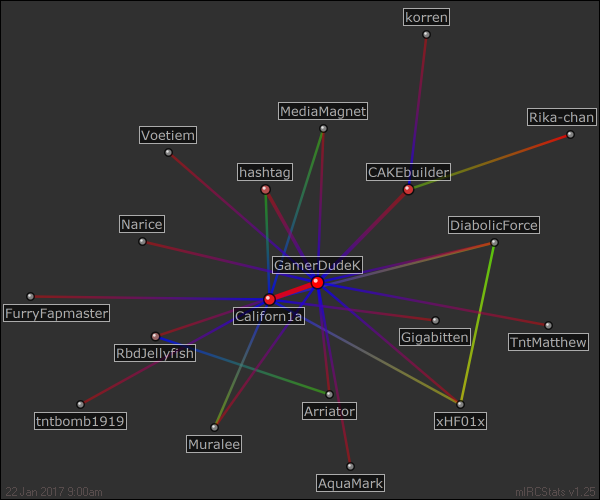 korren
MediaMagnet
Rika-chan
Voetiem
hashtag
CAKEbuilder
Narice
DiabolicForce
GamerDudeK
FurryFapmaster
Californ1a
Gigabitten
TntMatthew
RbdJellyfish
tntbomb1919
Arriator
xHF01x
Muralee
AquaMark
22 Jan 2017 9:00am
mIRCStats v1.25